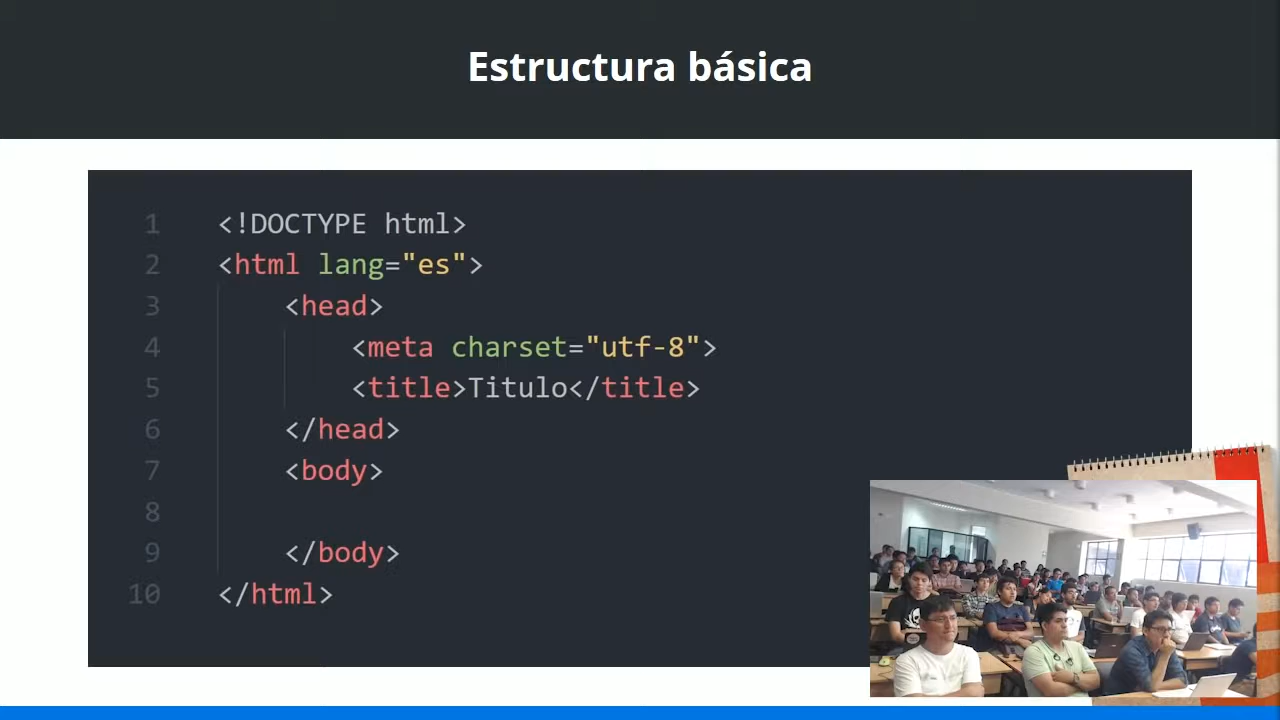 Estructura básica
1 <!DOCTYPE html>
2 <html lang="es">
3 <head>
4 <meta charset="utf-8">
5 <title>Titulo</title>
6 </head>
7 <body>
8
9 </body>
10 </html>